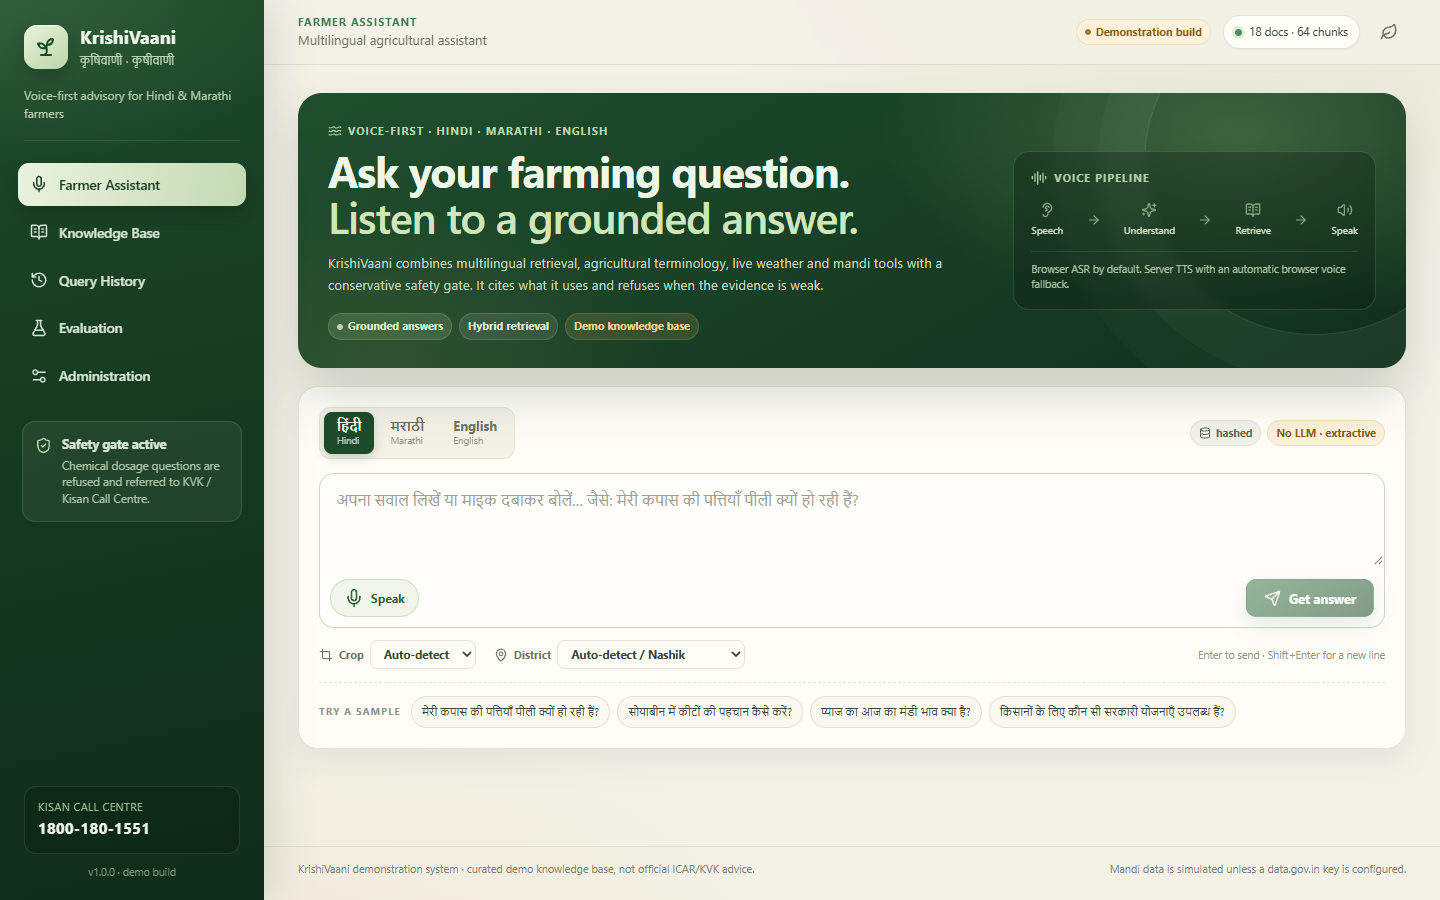 KrishiVaani
कृषिवाणी · कृषीवाणी
Voice-first advisory for Hindi & Marathi
farmers
Farmer Assistant
Knowledge Base
Query History
Evaluation
Administration
Safety gate active
Chemical dosage questions are
refused and referred to KVK /
Kisan Call Centre.
KISAN CALL CENTRE
1800-180-1551
v1.0.0 · demo build
FARMER ASSISTANT
Multilingual agricultural assistant
Demonstration build
18 docs · 64 chunks
VOICE-FIRST · HINDI · MARATHI · ENGLISH
Ask your farming question.
Listen to a grounded answer.
KrishiVaani combines multilingual retrieval, agricultural terminology, live weather and mandi tools with a
conservative safety gate. It cites what it uses and refuses when the evidence is weak.
Grounded answers
Hybrid retrieval
Demo knowledge base
VOICE PIPELINE
Speech
Understand
Retrieve
Speak
Browser ASR by default. Server TTS with an automatic browser voice
fallback.
हिंदी
Hindi
मराठी
Marathi
English
English
hashed
No LLM · extractive
अपना सवाल लिखें या माइक दबाकर बोलें... जैसे: मेरी कपास की पत्तियाँ पीली क्यों हो रही हैं?
Speak
Get answer
Crop
Auto-detect
District
Auto-detect / Nashik
Enter to send · Shift+Enter for a new line
TRY A SAMPLE
मेरी कपास की पत्तियाँ पीली क्यों हो रही हैं?
सोयाबीन में कीटों की पहचान कैसे करें?
प्याज का आज का मंडी भाव क्या है?
किसानों के लिए कौन सी सरकारी योजनाएँ उपलब्ध हैं?
KrishiVaani demonstration system · curated demo knowledge base, not official ICAR/KVK advice.
Mandi data is simulated unless a data.gov.in key is configured.